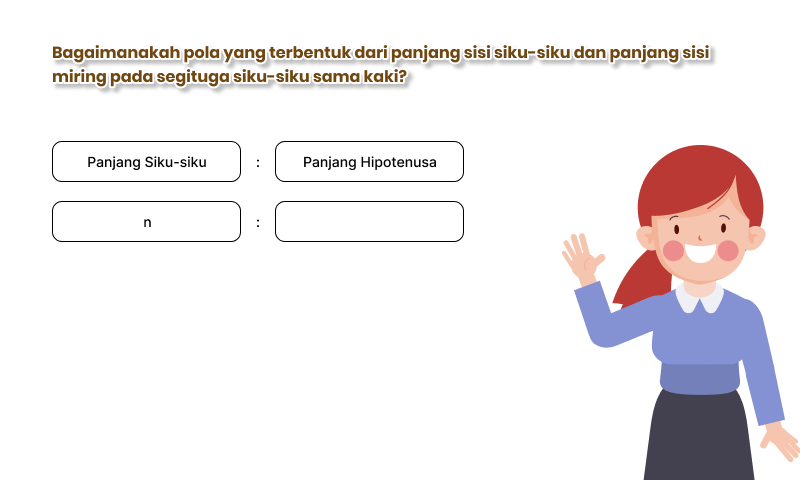 Bagaimanakah pola yang terbentuk dari panjang sisi siku-siku dan panjang sisi
miring pada segituga siku-siku sama kaki?
Panjang Siku-siku : Panjang Hipotenusa
n :